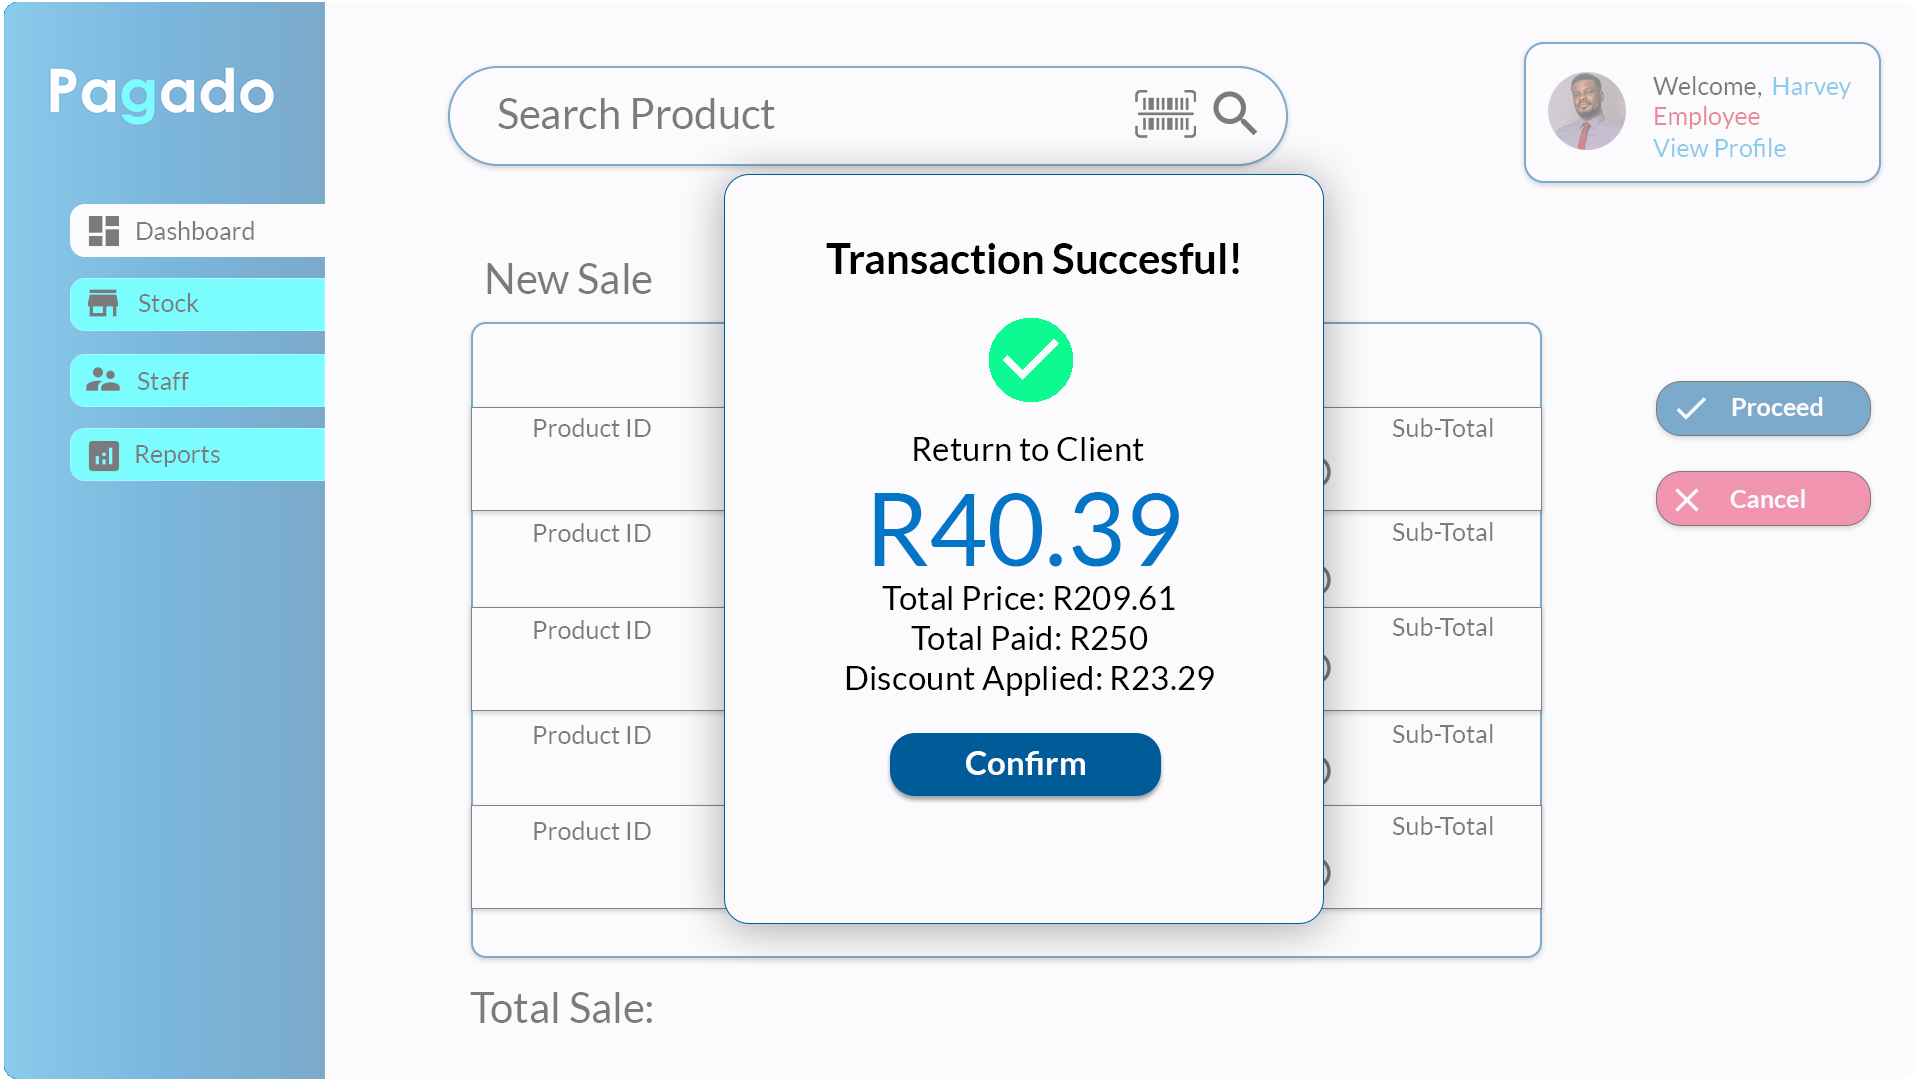 Pagado
Search Product
Welcome, Harvey
Employee
View Profile
Dashboard
Stock
Staff
Reports
New Sale
Product ID
Sub-Total
Product ID
Sub-Total
Product ID
Sub-Total
Product ID
Sub-Total
Product ID
Sub-Total
Total Sale:
Proceed
Cancel
Transaction Succesful!
Return to Client
R40.39
Total Price: R209.61
Total Paid: R250
Discount Applied: R23.29
Confirm